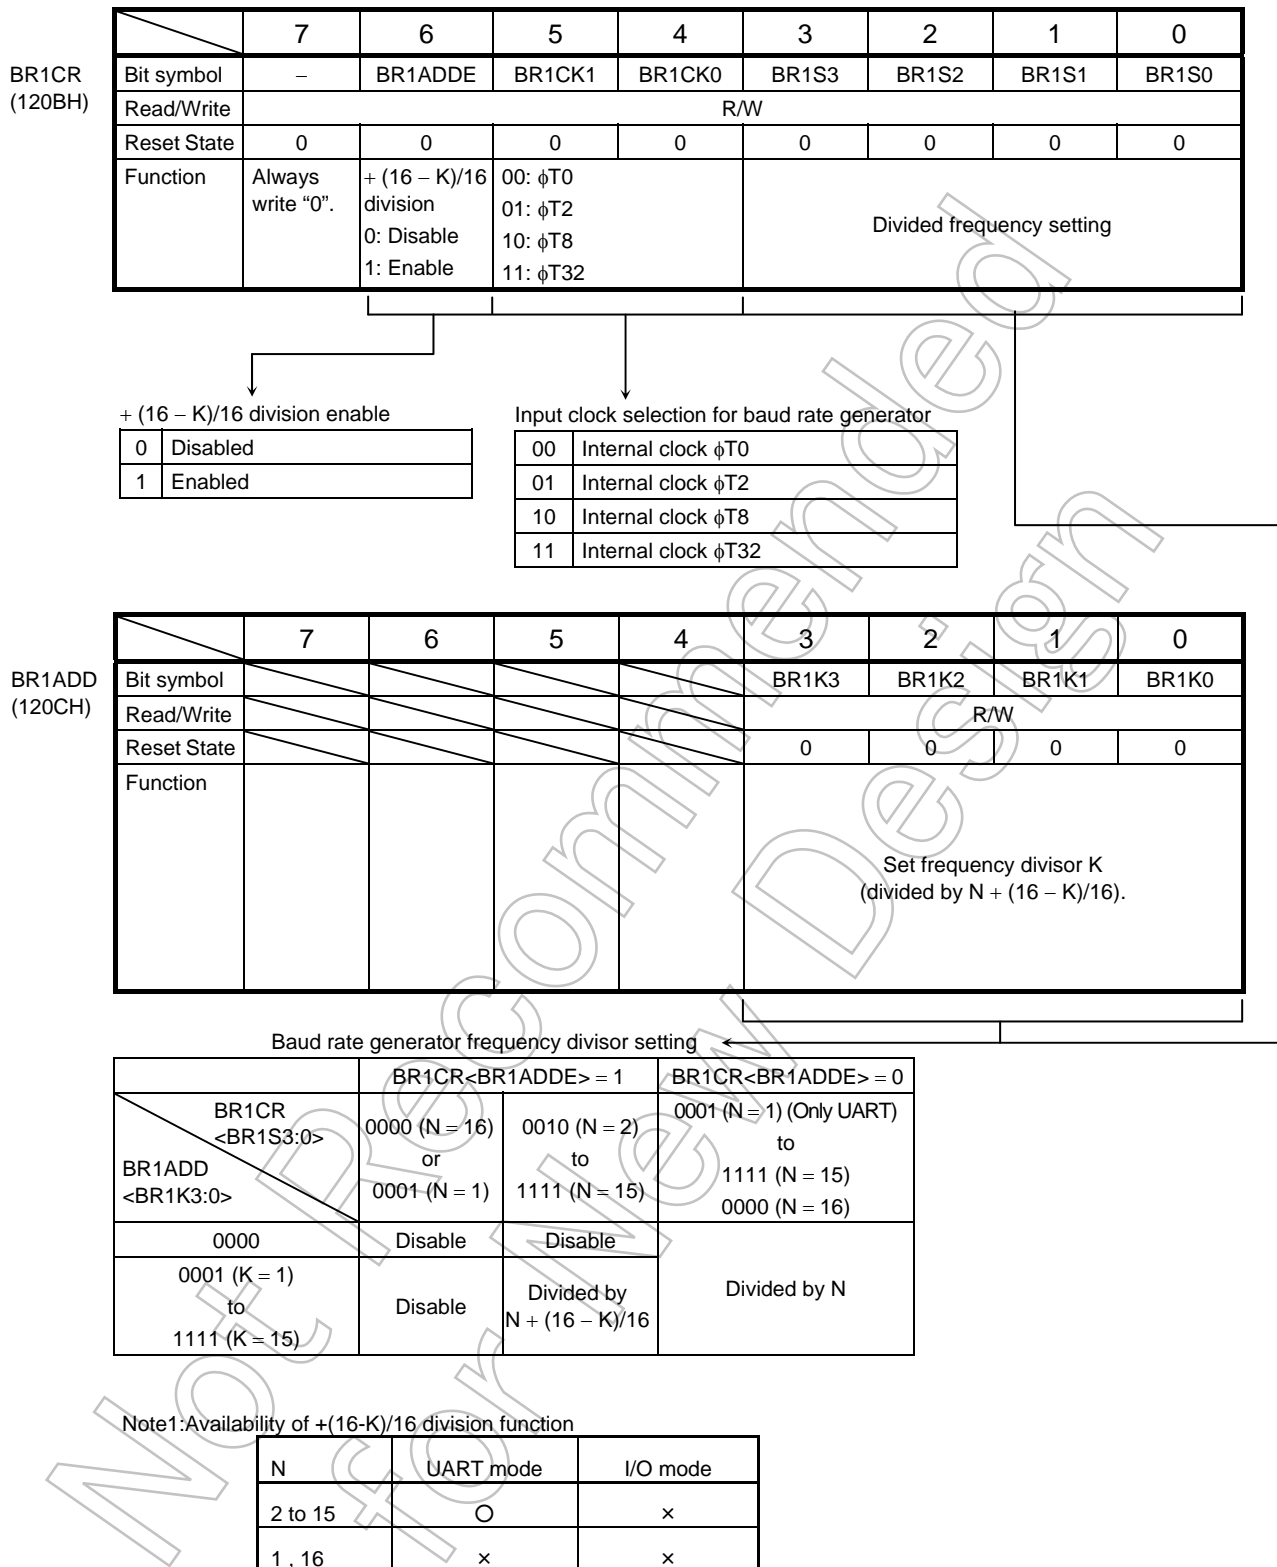 7 6 5 4 3 2 1 0
BR1CR
(120BH)
Bit symbol – BR1ADDE BR1CK1 BR1CK0 BR1S3 BR1S2 BR1S1 BR1S0
Read/Write R/W
Reset State 0 0 0 0 0 0 0 0
Function Always + (16 – K)/16 00: ϕT0
write “0”. division 01: ϕT2 Divided frequency setting
0: Disable 10: ϕT8
1: Enable 11: ϕT32
+ (16 – K)/16 division enable
0 Disabled
1 Enabled
Input clock selection for baud rate generator
00 Internal clock ϕT0
01 Internal clock ϕT2
10 Internal clock ϕT8
11 Internal clock ϕT32
7 6 5 4 3 2 1 0
BR1ADD
(120CH)
Bit symbol BR1K3 BR1K2 BR1K1 BR1K0
Read/Write R/W
Reset State 0 0 0 0
Function
Set frequency divisor K
(divided by N + (16 – K)/16).
Baud rate generator frequency divisor setting
BR1CR<BR1ADDE> = 1 BR1CR<BR1ADDE> = 0
BR1CR
<BR1S3:0>
BR1ADD
<BR1K3:0>
0000 (N = 16)
or
0001 (N = 1)
0010 (N = 2)
to
1111 (N = 15)
0001 (N = 1) (Only UART)
to
1111 (N = 15)
0000 (N = 16)
0000 Disable Disable
0001 (K = 1)
to
1111 (K = 15)
Disable
Divided by
N + (16 – K)/16
Divided by N
Note1:Availability of +(16-K)/16 division function
N UART mode I/O mode
2 to 15 ○ ×
1 , 16 × ×
Not Recommended
for New Design